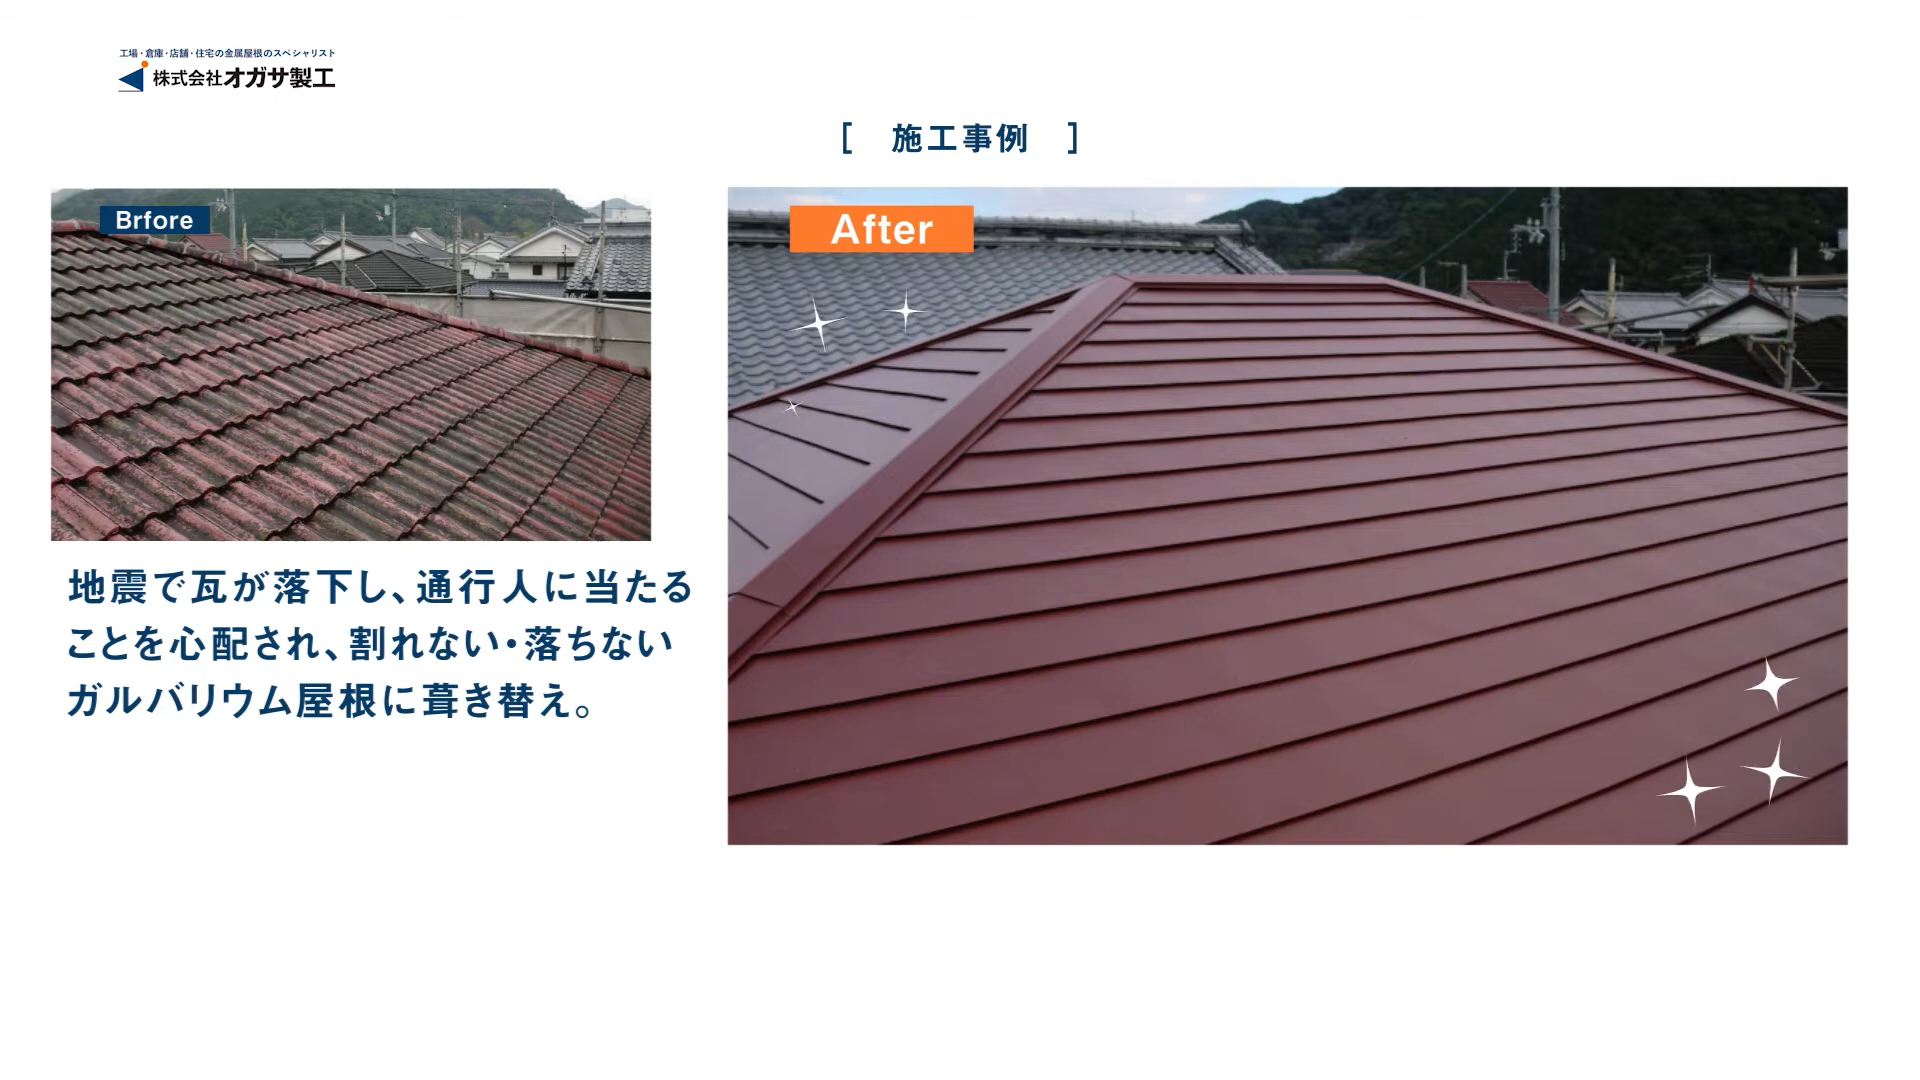 工場・倉庫・店舗・住宅の金属屋根のスペシャリスト
株式会社オガサ製工
[ 施工事例 ]
Brfore
After
地震で瓦が落下し、通行人に当たる
ことを心配され、割れない・落ちない
ガルバリウム屋根に葺き替え。